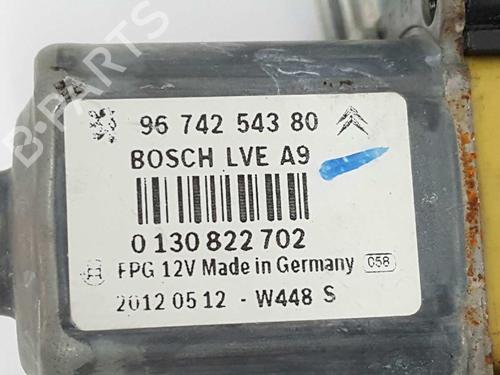 96 742 543 80
BOSCH LVE A9
0 130 822 702
FPG 12V Made in Germany 058
2012 05 12 - W448 S
B-PARTS